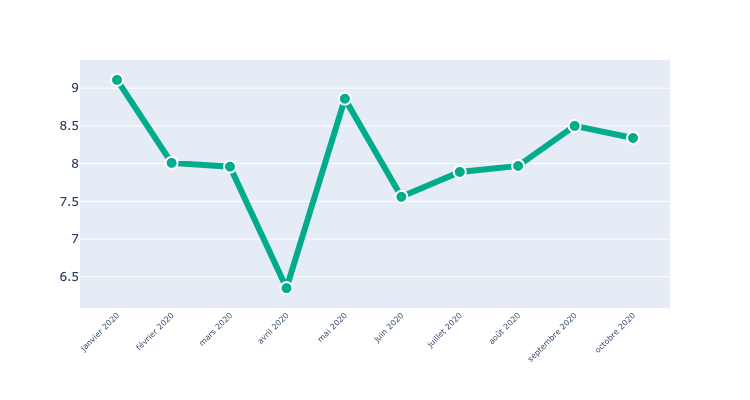 9
8.5
8
7.5
7
6.5
janvier 2020
février 2020
mars 2020
avril 2020
mai 2020
juin 2020
juillet 2020
août 2020
septembre 2020
octobre 2020